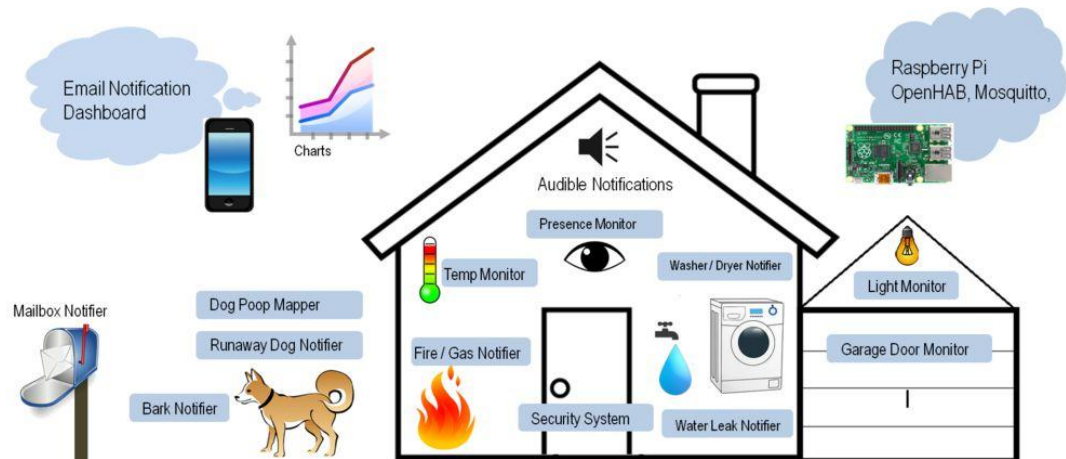 Email Notification
Dashboard
Charts
Raspberry Pi
OpenHAB, Mosquitto,
Audible Notifications
Presence Monitor
Temp Monitor
Washer / Dryer Notifier
Light Monitor
Mailbox Notifier
Dog Poop Mapper
Runaway Dog Notifier
Bark Notifier
Fire / Gas Notifier
Security System
Water Leak Notifier
Garage Door Monitor